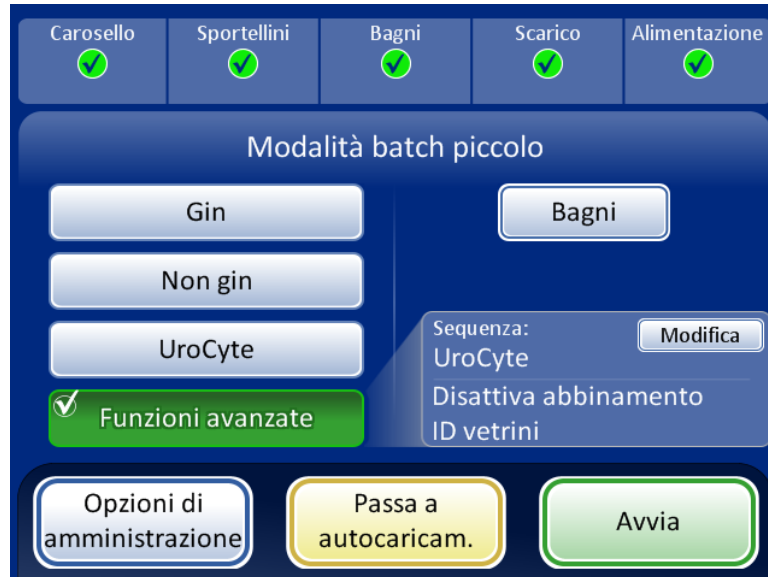 Carosello
Sportellini
Bagni
Scarico
Alimentazione
Modalità batch piccolo
Gin
Bagni
Non gin
UroCyte
Sequenza:
Modifica
UroCyte
Funzioni avanzate
Disattiva abbinamento
ID vetrini
Opzioni di
amministrazione
Passa a
autocaricam.
Avvia